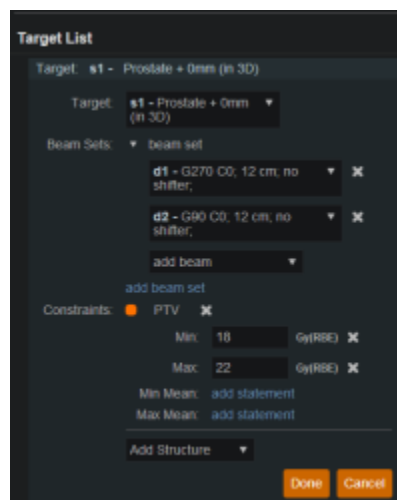 Target List
Target: s1 - Prostate + 0mm (in 3D)
Target: s1 - Prostate + 0mm
(in 3D)
Beam Sets: beam set
d1 - G270 C0; 12 cm; no
shifter;
d2 - G90 C0; 12 cm; no
shifter;
add beam
add beam set
Constraints: PTV
Min: 18 Gy(RBE)
Max: 22 Gy(RBE)
Min Mean: add statement
Max Mean: add statement
Add Structure
Done Cancel